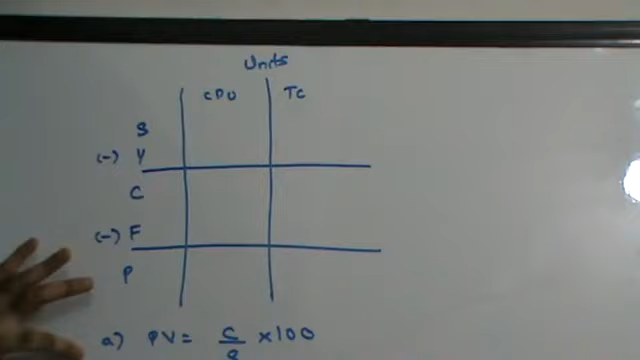 Units
CPU TC
S
(-) V
C
(-) F
P
a) PV = C/S ×100